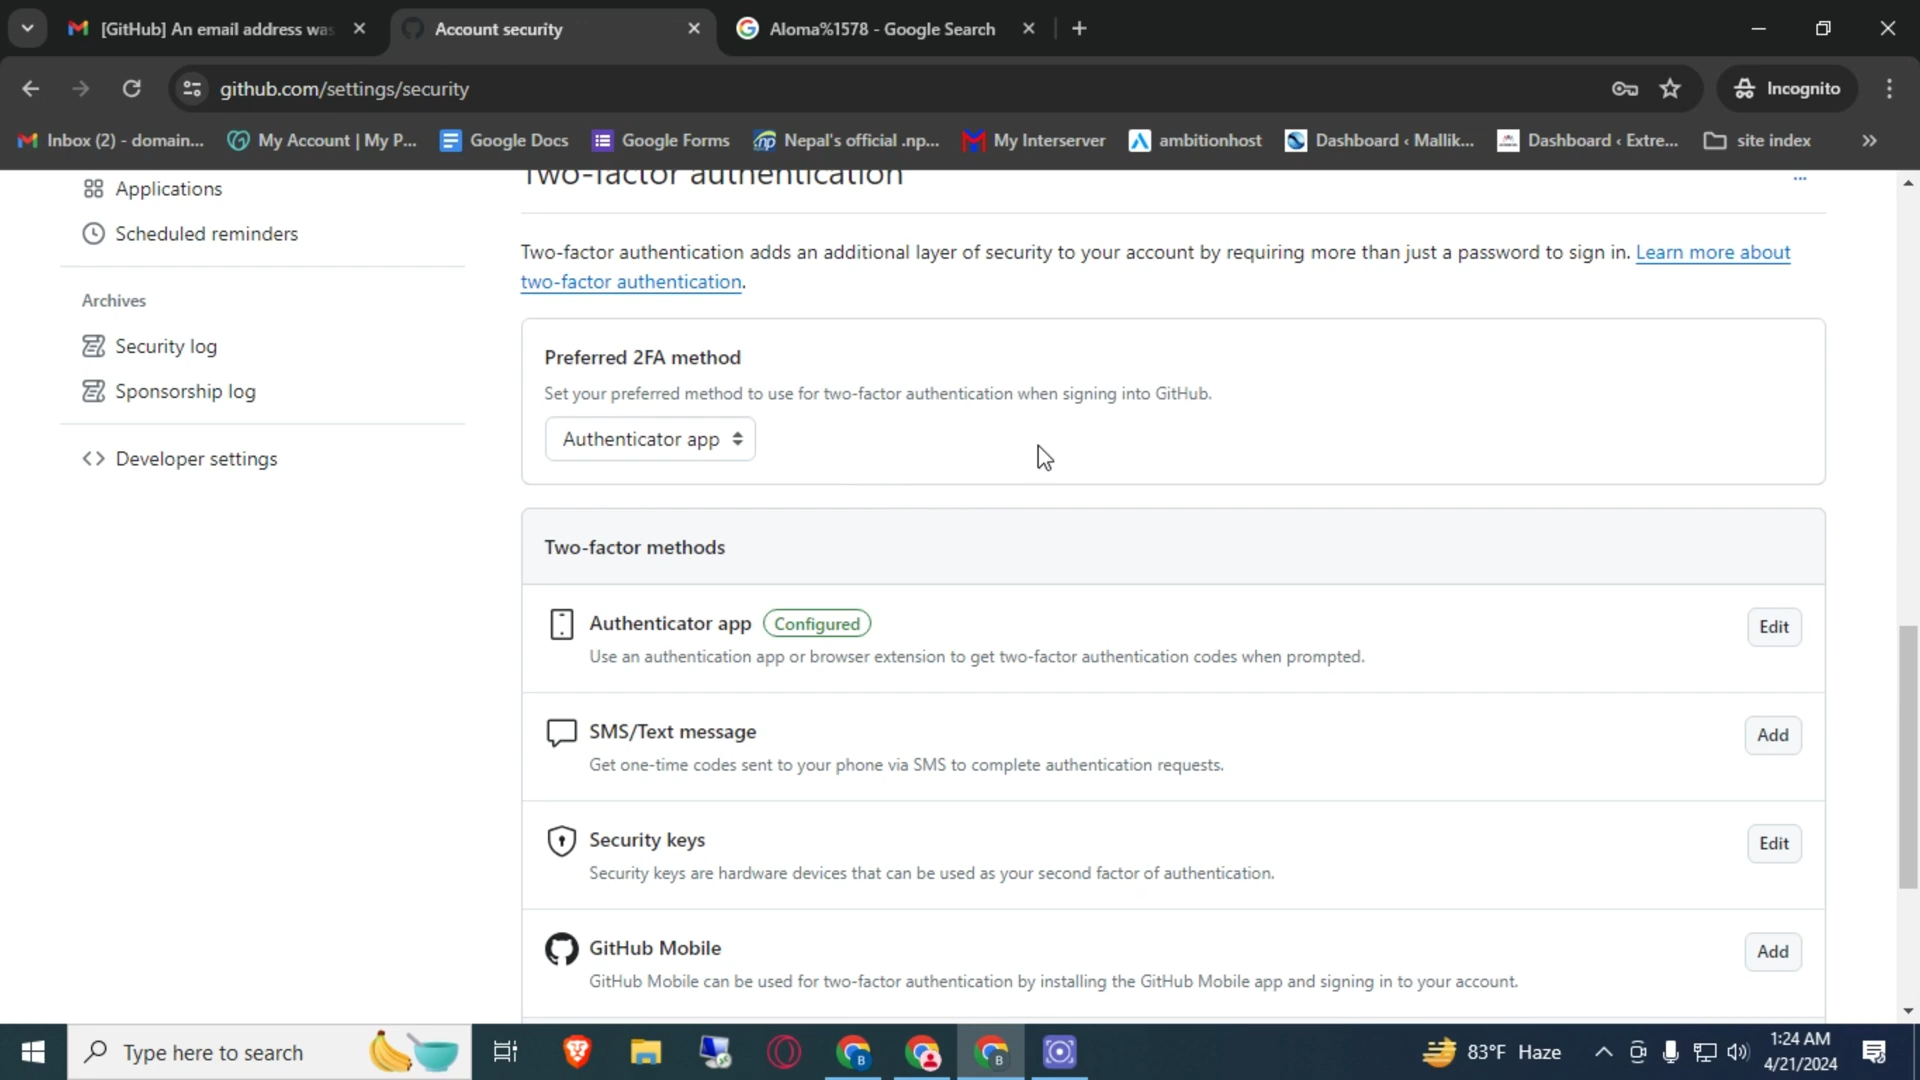 [GitHub] An email address was
Account security
Aloma%1578 - Google Search
github.com/settings/security
Incognito
Inbox (2) - domain...
My Account | My P...
Google Docs
Google Forms
Nepal's official .np...
My Interserver
ambitionhost
Dashboard ‹ Mallik...
Dashboard ‹ Extre...
site index
»
Applications
Scheduled reminders
Archives
Security log
Sponsorship log
Developer settings
Two-factor authentication
...
Two-factor authentication adds an additional layer of security to your account by requiring more than just a password to sign in. Learn more about
two-factor authentication.
Preferred 2FA method
Set your preferred method to use for two-factor authentication when signing into GitHub.
Authenticator app
Two-factor methods
Authenticator app Configured
Edit
Use an authentication app or browser extension to get two-factor authentication codes when prompted.
SMS/Text message
Add
Get one-time codes sent to your phone via SMS to complete authentication requests.
Security keys
Edit
Security keys are hardware devices that can be used as your second factor of authentication.
GitHub Mobile
Add
GitHub Mobile can be used for two-factor authentication by installing the GitHub Mobile app and signing in to your account.
Type here to search
83°F Haze
1:24 AM
4/21/2024